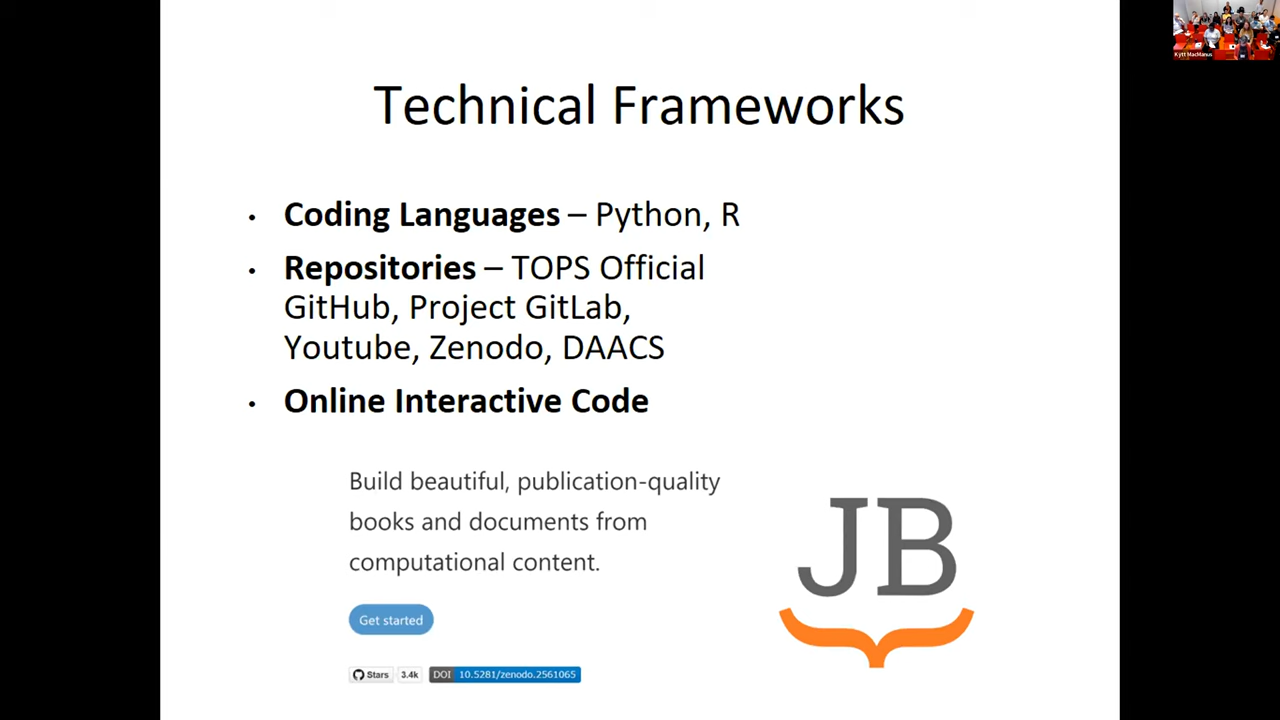 Technical Frameworks
• Coding Languages – Python, R
• Repositories – TOPS Official
GitHub, Project GitLab,
Youtube, Zenodo, DAACS
• Online Interactive Code
Build beautiful, publication-quality
books and documents from
computational content.
Get started
Stars 3.4k DOI 10.5281/zenodo.2561065
JB
Kytt MacManus